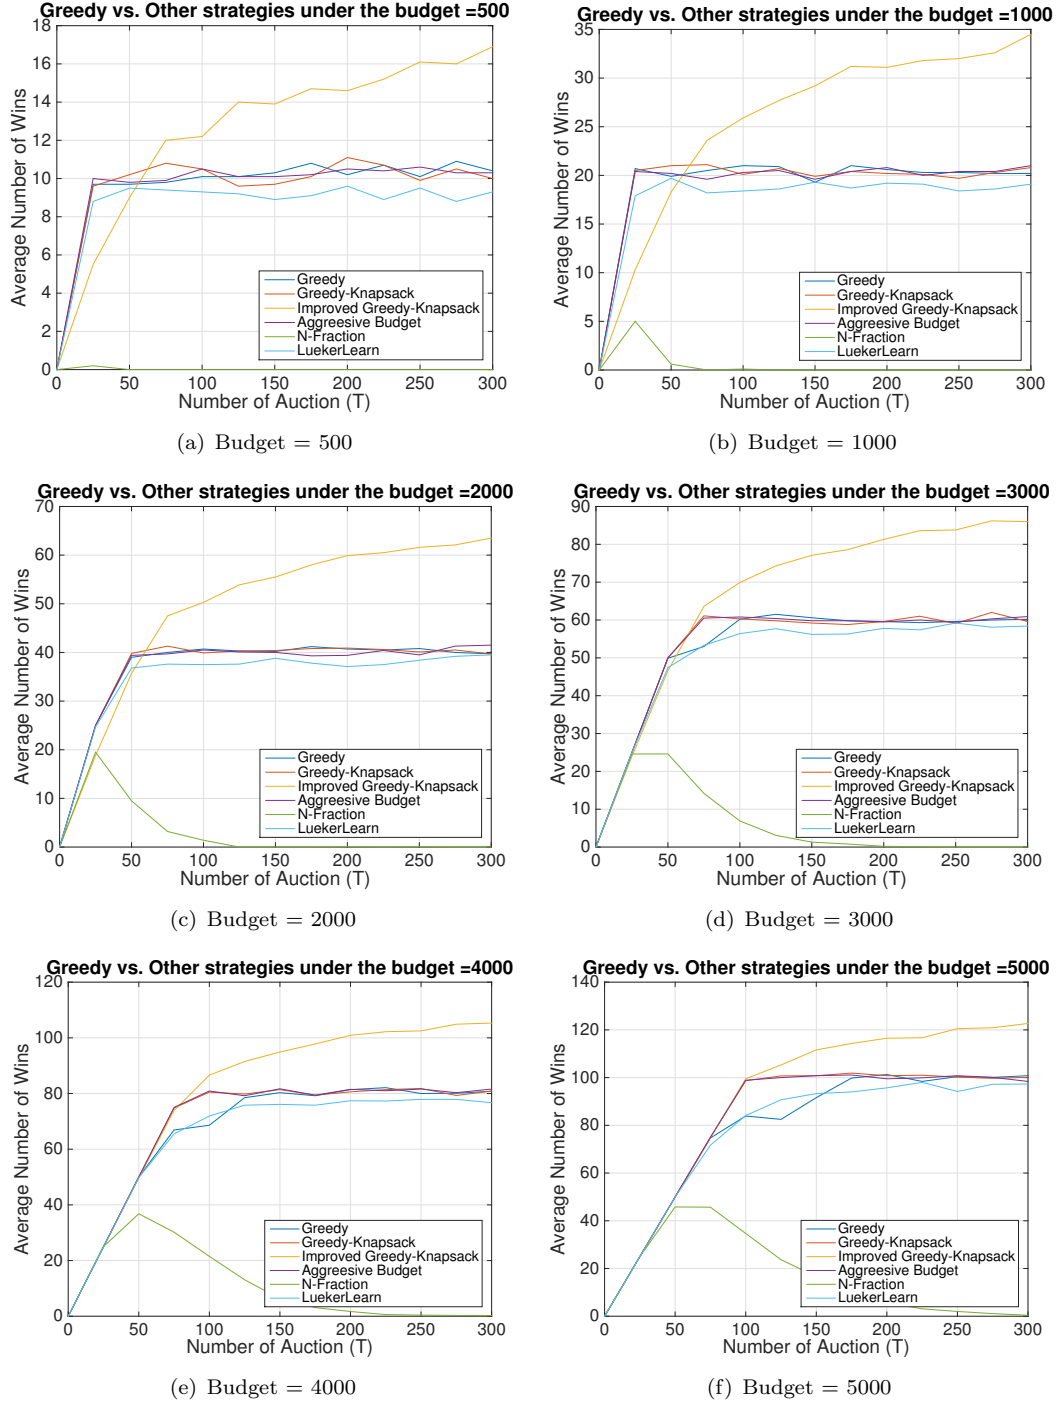 Greedy vs. Other strategies under the budget =500
Average Number of Wins
18
16
14
12
10
8
6
4
2
0
0 50 100 150 200 250 300
Number of Auction (T)
Greedy
Greedy-Knapsack
Improved Greedy-Knapsack
Aggreesive Budget
N-Fraction
LuekerLearn
(a) Budget = 500
Greedy vs. Other strategies under the budget =1000
Average Number of Wins
35
30
25
20
15
10
5
0
0 50 100 150 200 250 300
Number of Auction (T)
Greedy
Greedy-Knapsack
Improved Greedy-Knapsack
Aggreesive Budget
N-Fraction
LuekerLearn
(b) Budget = 1000
Greedy vs. Other strategies under the budget =2000
Average Number of Wins
70
60
50
40
30
20
10
0
0 50 100 150 200 250 300
Number of Auction (T)
Greedy
Greedy-Knapsack
Improved Greedy-Knapsack
Aggreesive Budget
N-Fraction
LuekerLearn
(c) Budget = 2000
Greedy vs. Other strategies under the budget =3000
Average Number of Wins
90
80
70
60
50
40
30
20
10
0
0 50 100 150 200 250 300
Number of Auction (T)
Greedy
Greedy-Knapsack
Improved Greedy-Knapsack
Aggreesive Budget
N-Fraction
LuekerLearn
(d) Budget = 3000
Greedy vs. Other strategies under the budget =4000
Average Number of Wins
120
100
80
60
40
20
0
0 50 100 150 200 250 300
Number of Auction (T)
Greedy
Greedy-Knapsack
Improved Greedy-Knapsack
Aggreesive Budget
N-Fraction
LuekerLearn
(e) Budget = 4000
Greedy vs. Other strategies under the budget =5000
Average Number of Wins
140
120
100
80
60
40
20
0
0 50 100 150 200 250 300
Number of Auction (T)
Greedy
Greedy-Knapsack
Improved Greedy-Knapsack
Aggreesive Budget
N-Fraction
LuekerLearn
(f) Budget = 5000